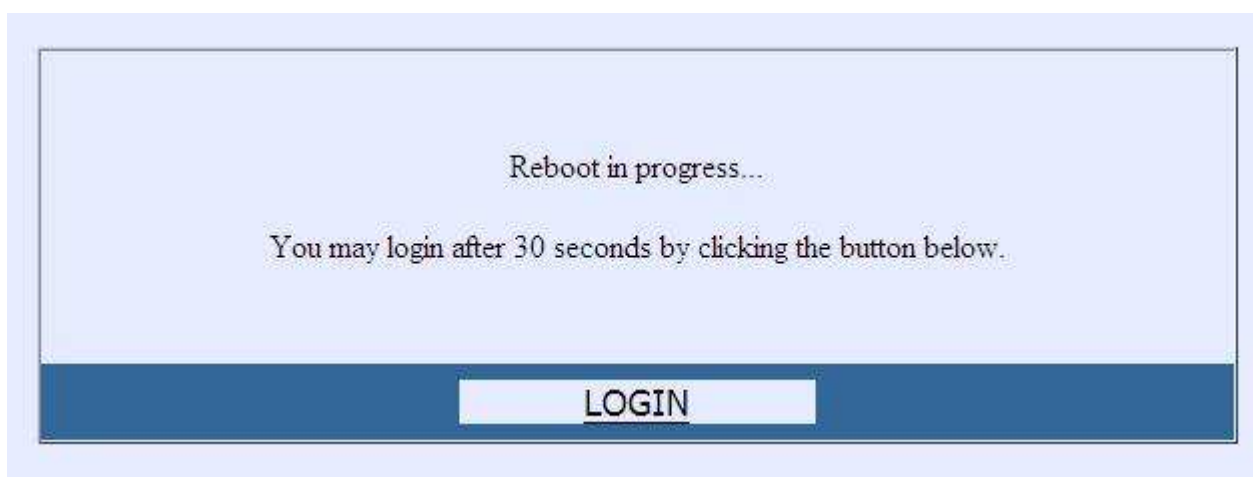 Reboot in progress...
You may login after 30 seconds by clicking the button below.
LOGIN